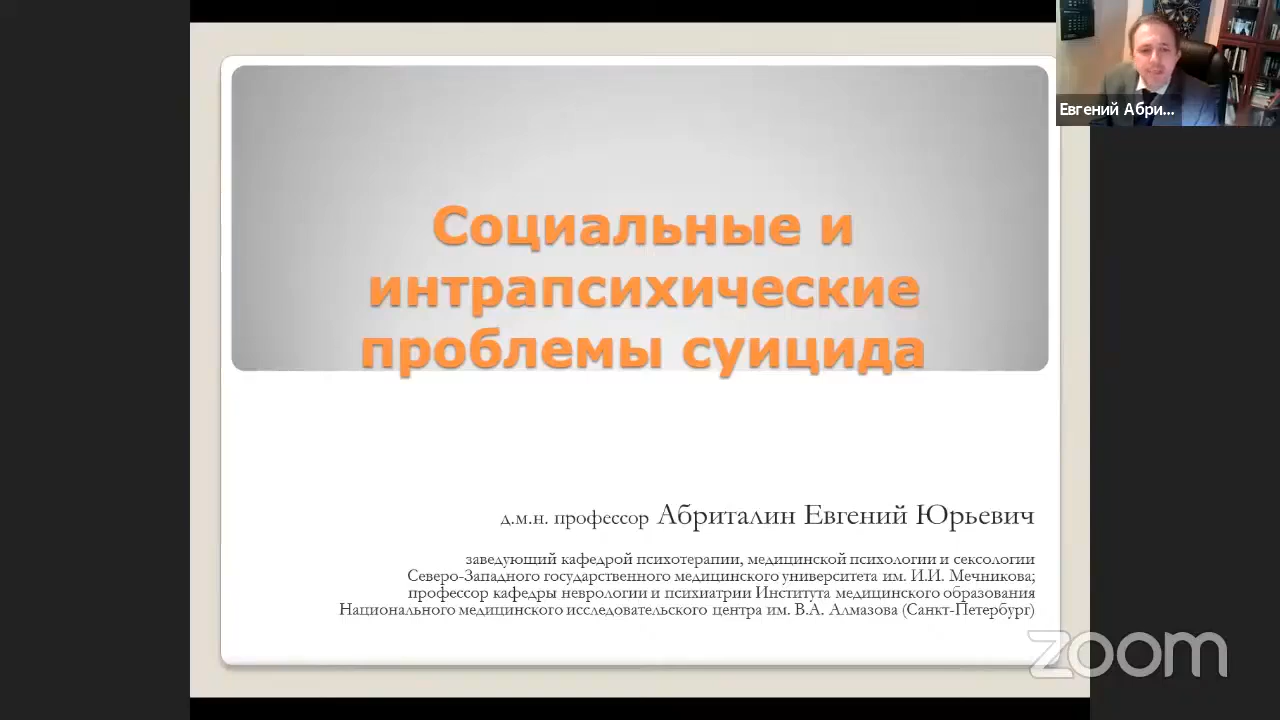 Евгений Абри...
Социальные и
интрапсихические
проблемы суицида
д.м.н. профессор Абриталин Евгений Юрьевич
заведующий кафедрой психотерапии, медицинской психологии и сексологии
Северо-Западного государственного медицинского университета им. И.И. Мечникова;
профессор кафедры неврологии и психиатрии Института медицинского образования
Национального медицинского исследовательского центра им. В.А. Алмазова (Санкт-Петербург)
zoom